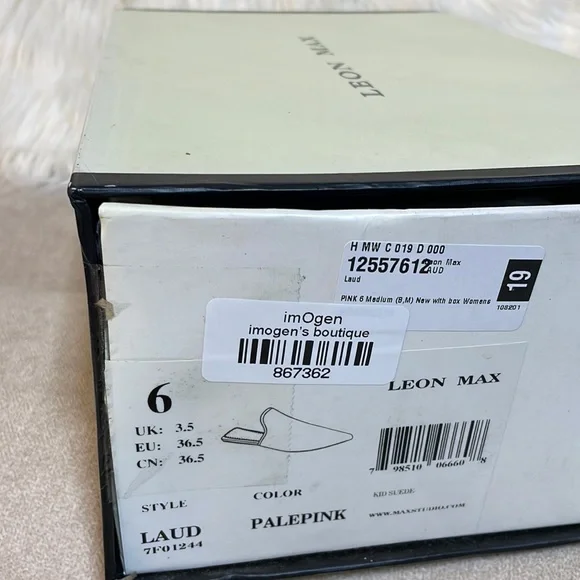 LEON MAX
H MW C 019 D 000
12557612 Leon Max
LAUD
Laud
19
PINK 6 Medium (B,M) New with box Womens
108201
imOgen
imogen's boutique
867362
6
LEON MAX
UK: 3.5
EU: 36.5
CN: 36.5
7 98510 06660 8
STYLE
COLOR
KID SUEDE
LAUD
PALEPINK
WWW.MAXSTUDIO.COM
7F01244